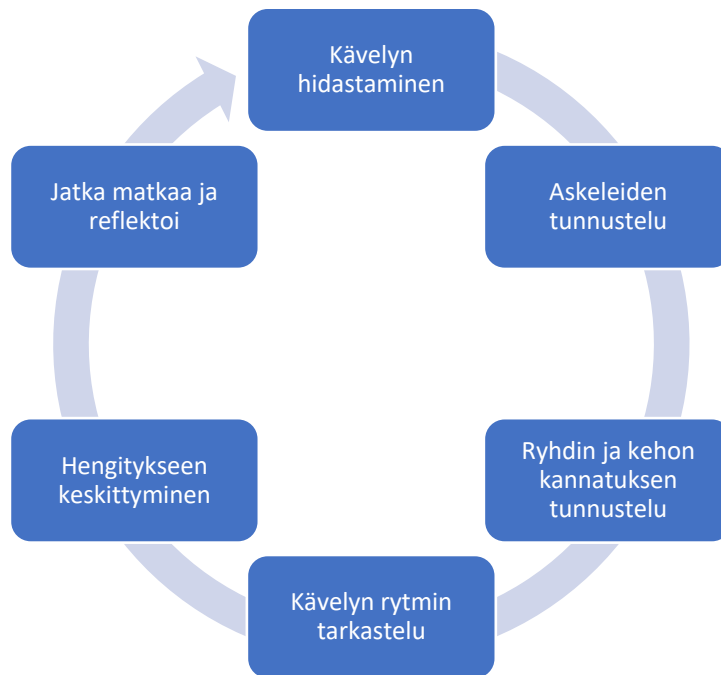 Kävelyn
hidastaminen
Askeleiden
tunnustelu
Ryhdin ja kehon
kannatuksen
tunnustelu
Kävelyn rytmin
tarkastelu
Hengitykseen
keskittyminen
Jatka matkaa ja
reflektoi